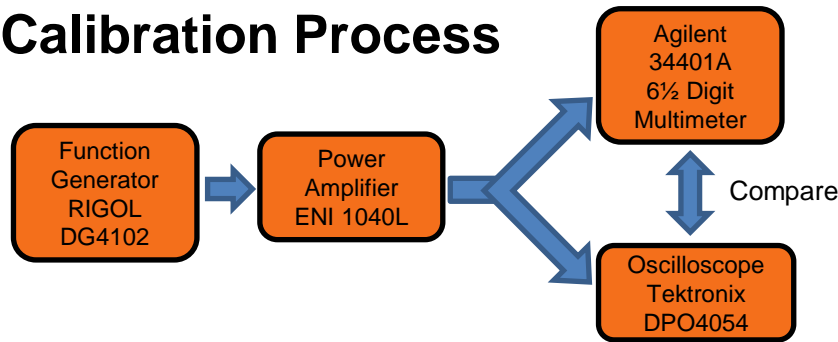 Calibration Process
Function
Generator
RIGOL
DG4102
Power
Amplifier
ENI 1040L
Agilent
34401A
6½ Digit
Multimeter
Compare
Oscilloscope
Tektronix
DPO4054